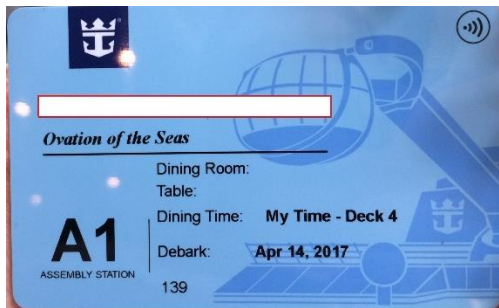 Ovation of the Seas
Dining Room:
Table:
Dining Time: My Time - Deck 4
A1
Debark: Apr 14, 2017
ASSEMBLY STATION
139